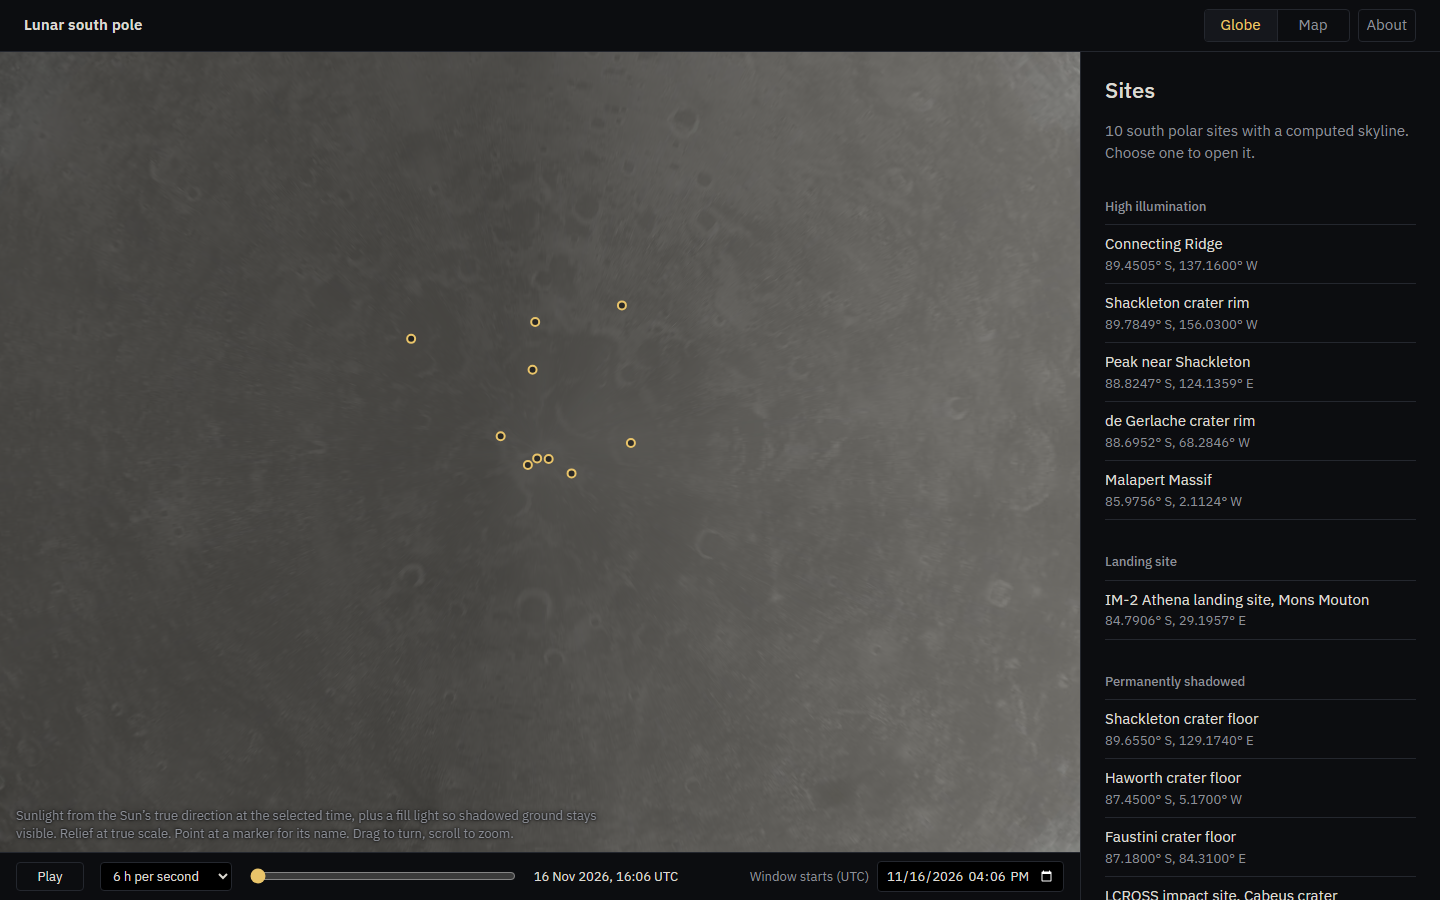 Lunar south pole
Globe
Map
About
Sites
10 south polar sites with a computed skyline.
Choose one to open it.
High illumination
Connecting Ridge
89.4505° S, 137.1600° W
Shackleton crater rim
89.7849° S, 156.0300° W
Peak near Shackleton
88.8247° S, 124.1359° E
de Gerlache crater rim
88.6952° S, 68.2846° W
Malapert Massif
85.9756° S, 2.1124° W
Landing site
IM-2 Athena landing site, Mons Mouton
84.7906° S, 29.1957° E
Permanently shadowed
Shackleton crater floor
89.6550° S, 129.1740° E
Haworth crater floor
87.4500° S, 5.1700° W
Faustini crater floor
87.1800° S, 84.3100° E
LCROSS impact site, Cabeus crater
Sunlight from the Sun's true direction at the selected time, plus a fill light so shadowed ground stays
visible. Relief at true scale. Point at a marker for its name. Drag to turn, scroll to zoom.
Play
6 h per second
16 Nov 2026, 16:06 UTC
Window starts (UTC)
11/16/2026 04:06 PM